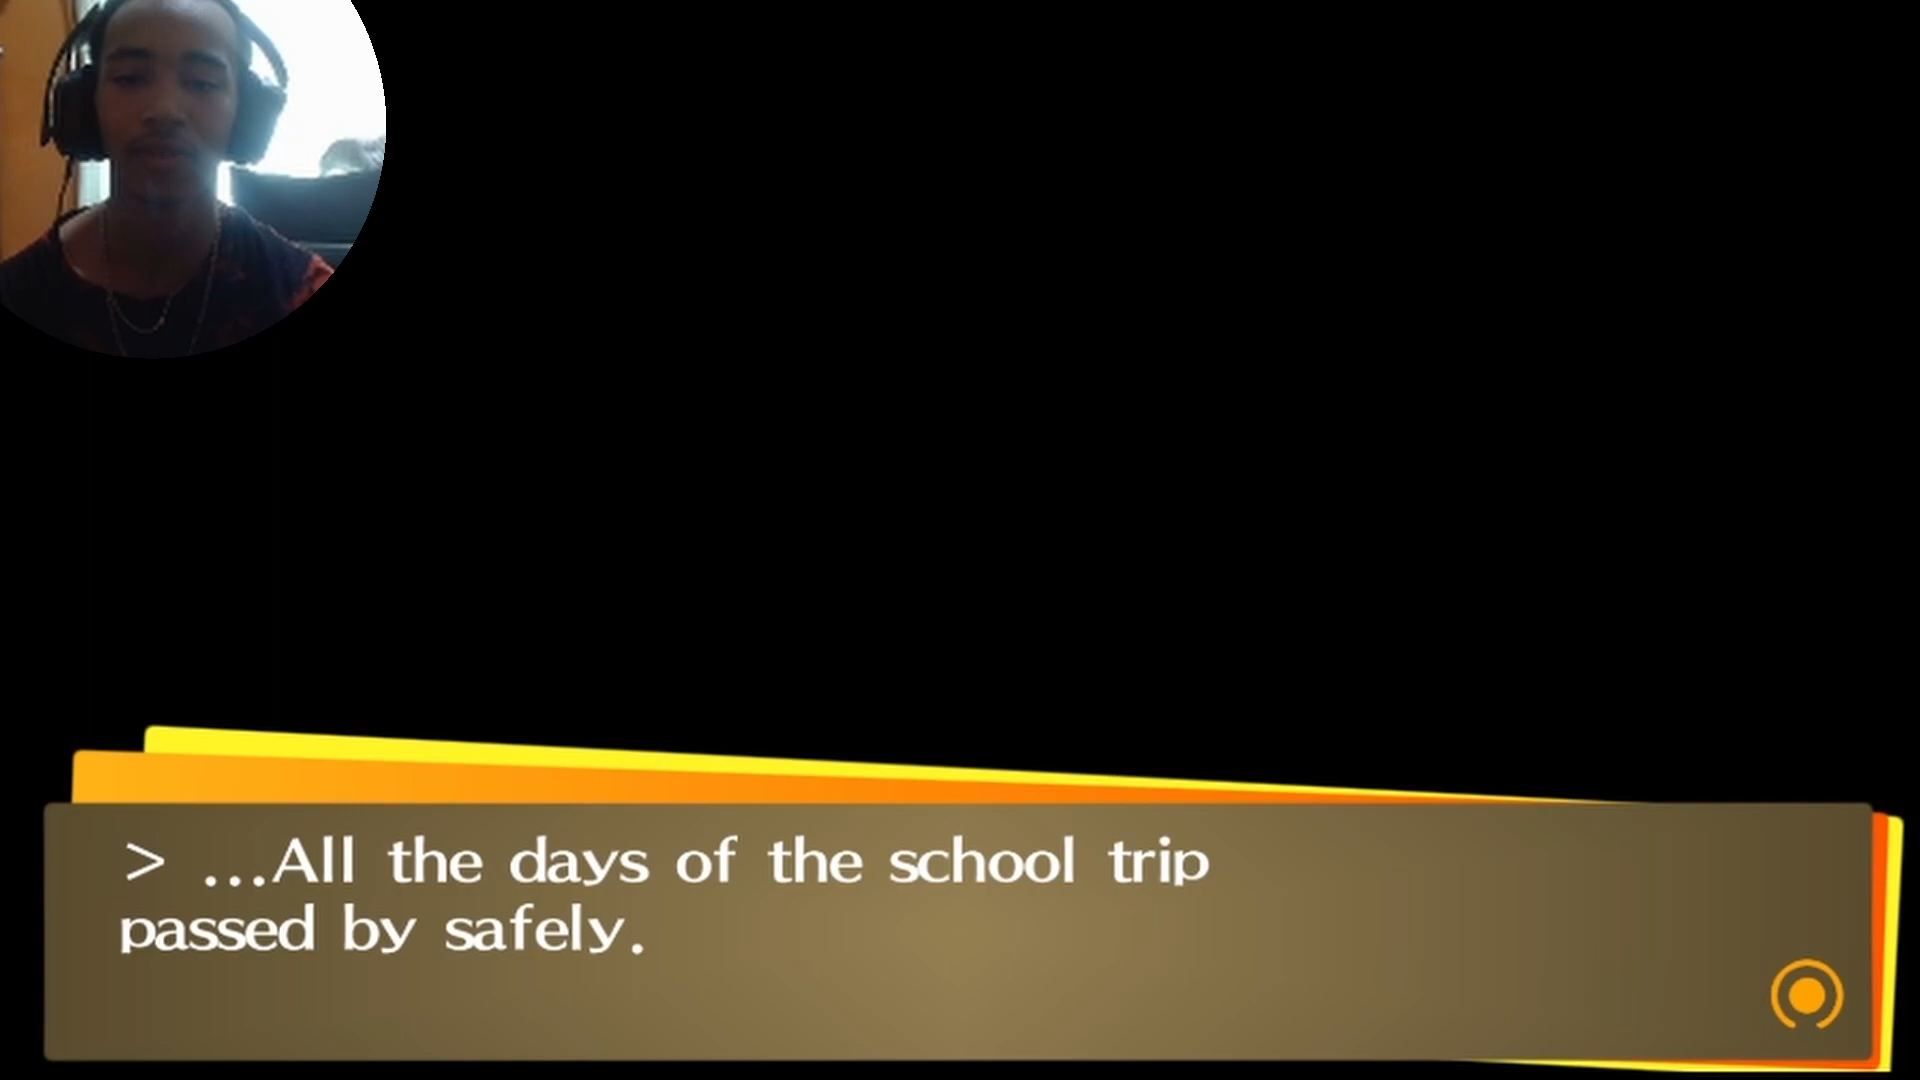 > ...All the days of the school trip
passed by safely.